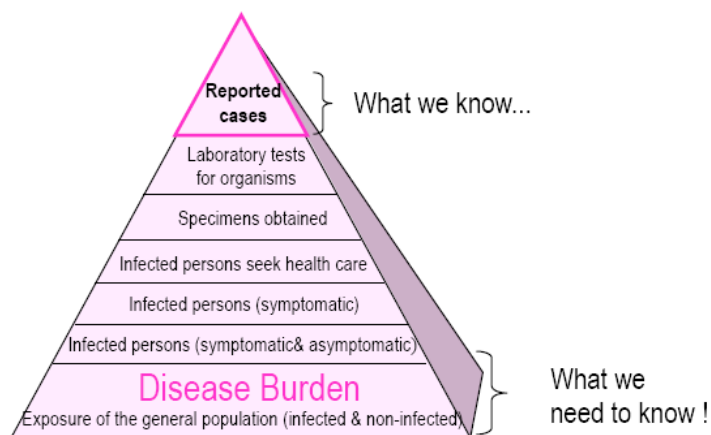 Reported
cases
What we know...
Laboratory tests
for organisms
Specimens obtained
Infected persons seek health care
Infected persons (symptomatic)
Infected persons (symptomatic& asymptomatic)
Disease Burden
Exposure of the general population (infected & non-infected)
What we
need to know !